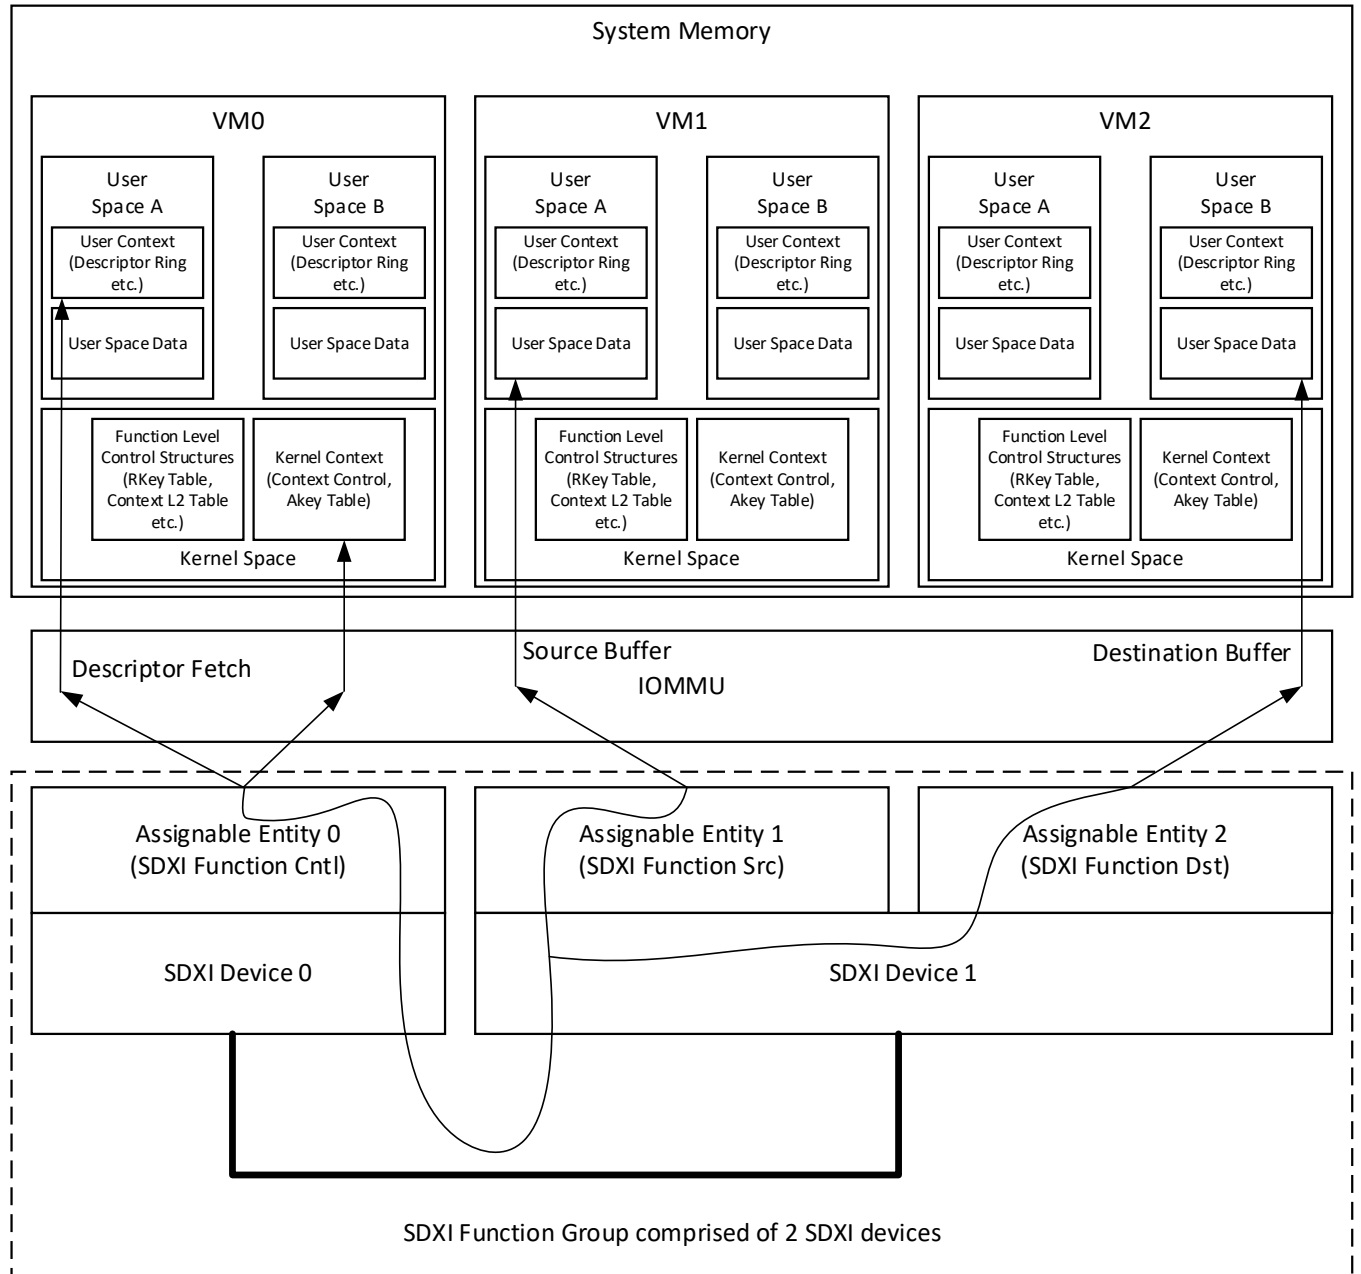 System Memory
VM0
User
Space A
User Context
(Descriptor Ring
etc.)
User Space Data
User
Space B
User Context
(Descriptor Ring
etc.)
User Space Data
Function Level
Control Structures
(RKey Table,
Context L2 Table
etc.)
Kernel Context
(Context Control,
Akey Table)
Kernel Space
VM1
User
Space A
User Context
(Descriptor Ring
etc.)
User Space Data
User
Space B
User Context
(Descriptor Ring
etc.)
User Space Data
Function Level
Control Structures
(RKey Table,
Context L2 Table
etc.)
Kernel Context
(Context Control,
Akey Table)
Kernel Space
VM2
User
Space A
User Context
(Descriptor Ring
etc.)
User Space Data
User
Space B
User Context
(Descriptor Ring
etc.)
User Space Data
Function Level
Control Structures
(RKey Table,
Context L2 Table
etc.)
Kernel Context
(Context Control,
Akey Table)
Kernel Space
Descriptor Fetch
Source Buffer
IOMMU
Destination Buffer
Assignable Entity 0
(SDXI Function Cntl)
Assignable Entity 1
(SDXI Function Src)
Assignable Entity 2
(SDXI Function Dst)
SDXI Device 0
SDXI Device 1
SDXI Function Group comprised of 2 SDXI devices